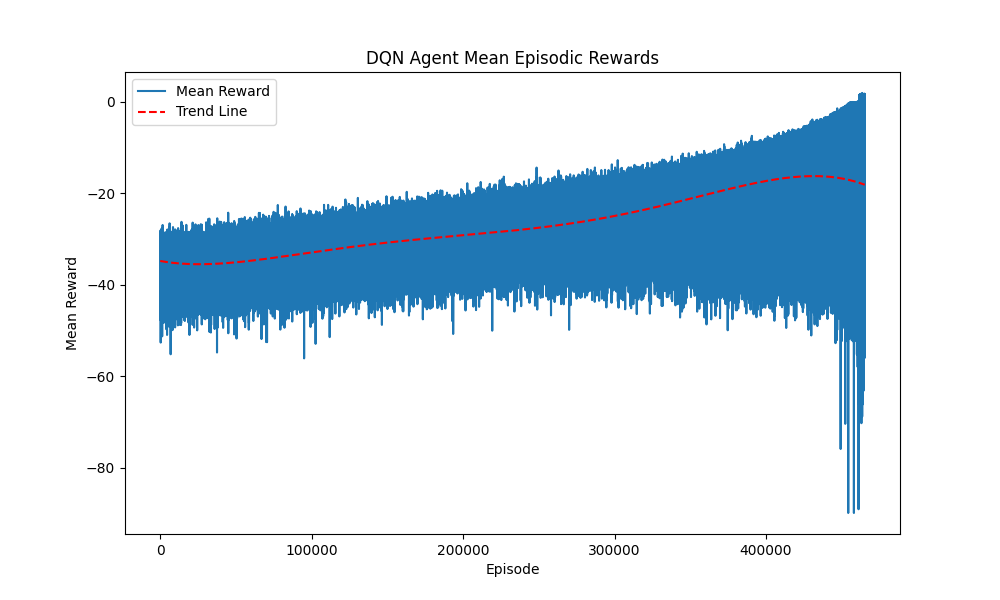 DQN Agent Mean Episodic Rewards
Mean Reward
Trend Line
Mean Reward
0
−20
−40
−60
−80
0
100000
200000
300000
400000
Episode